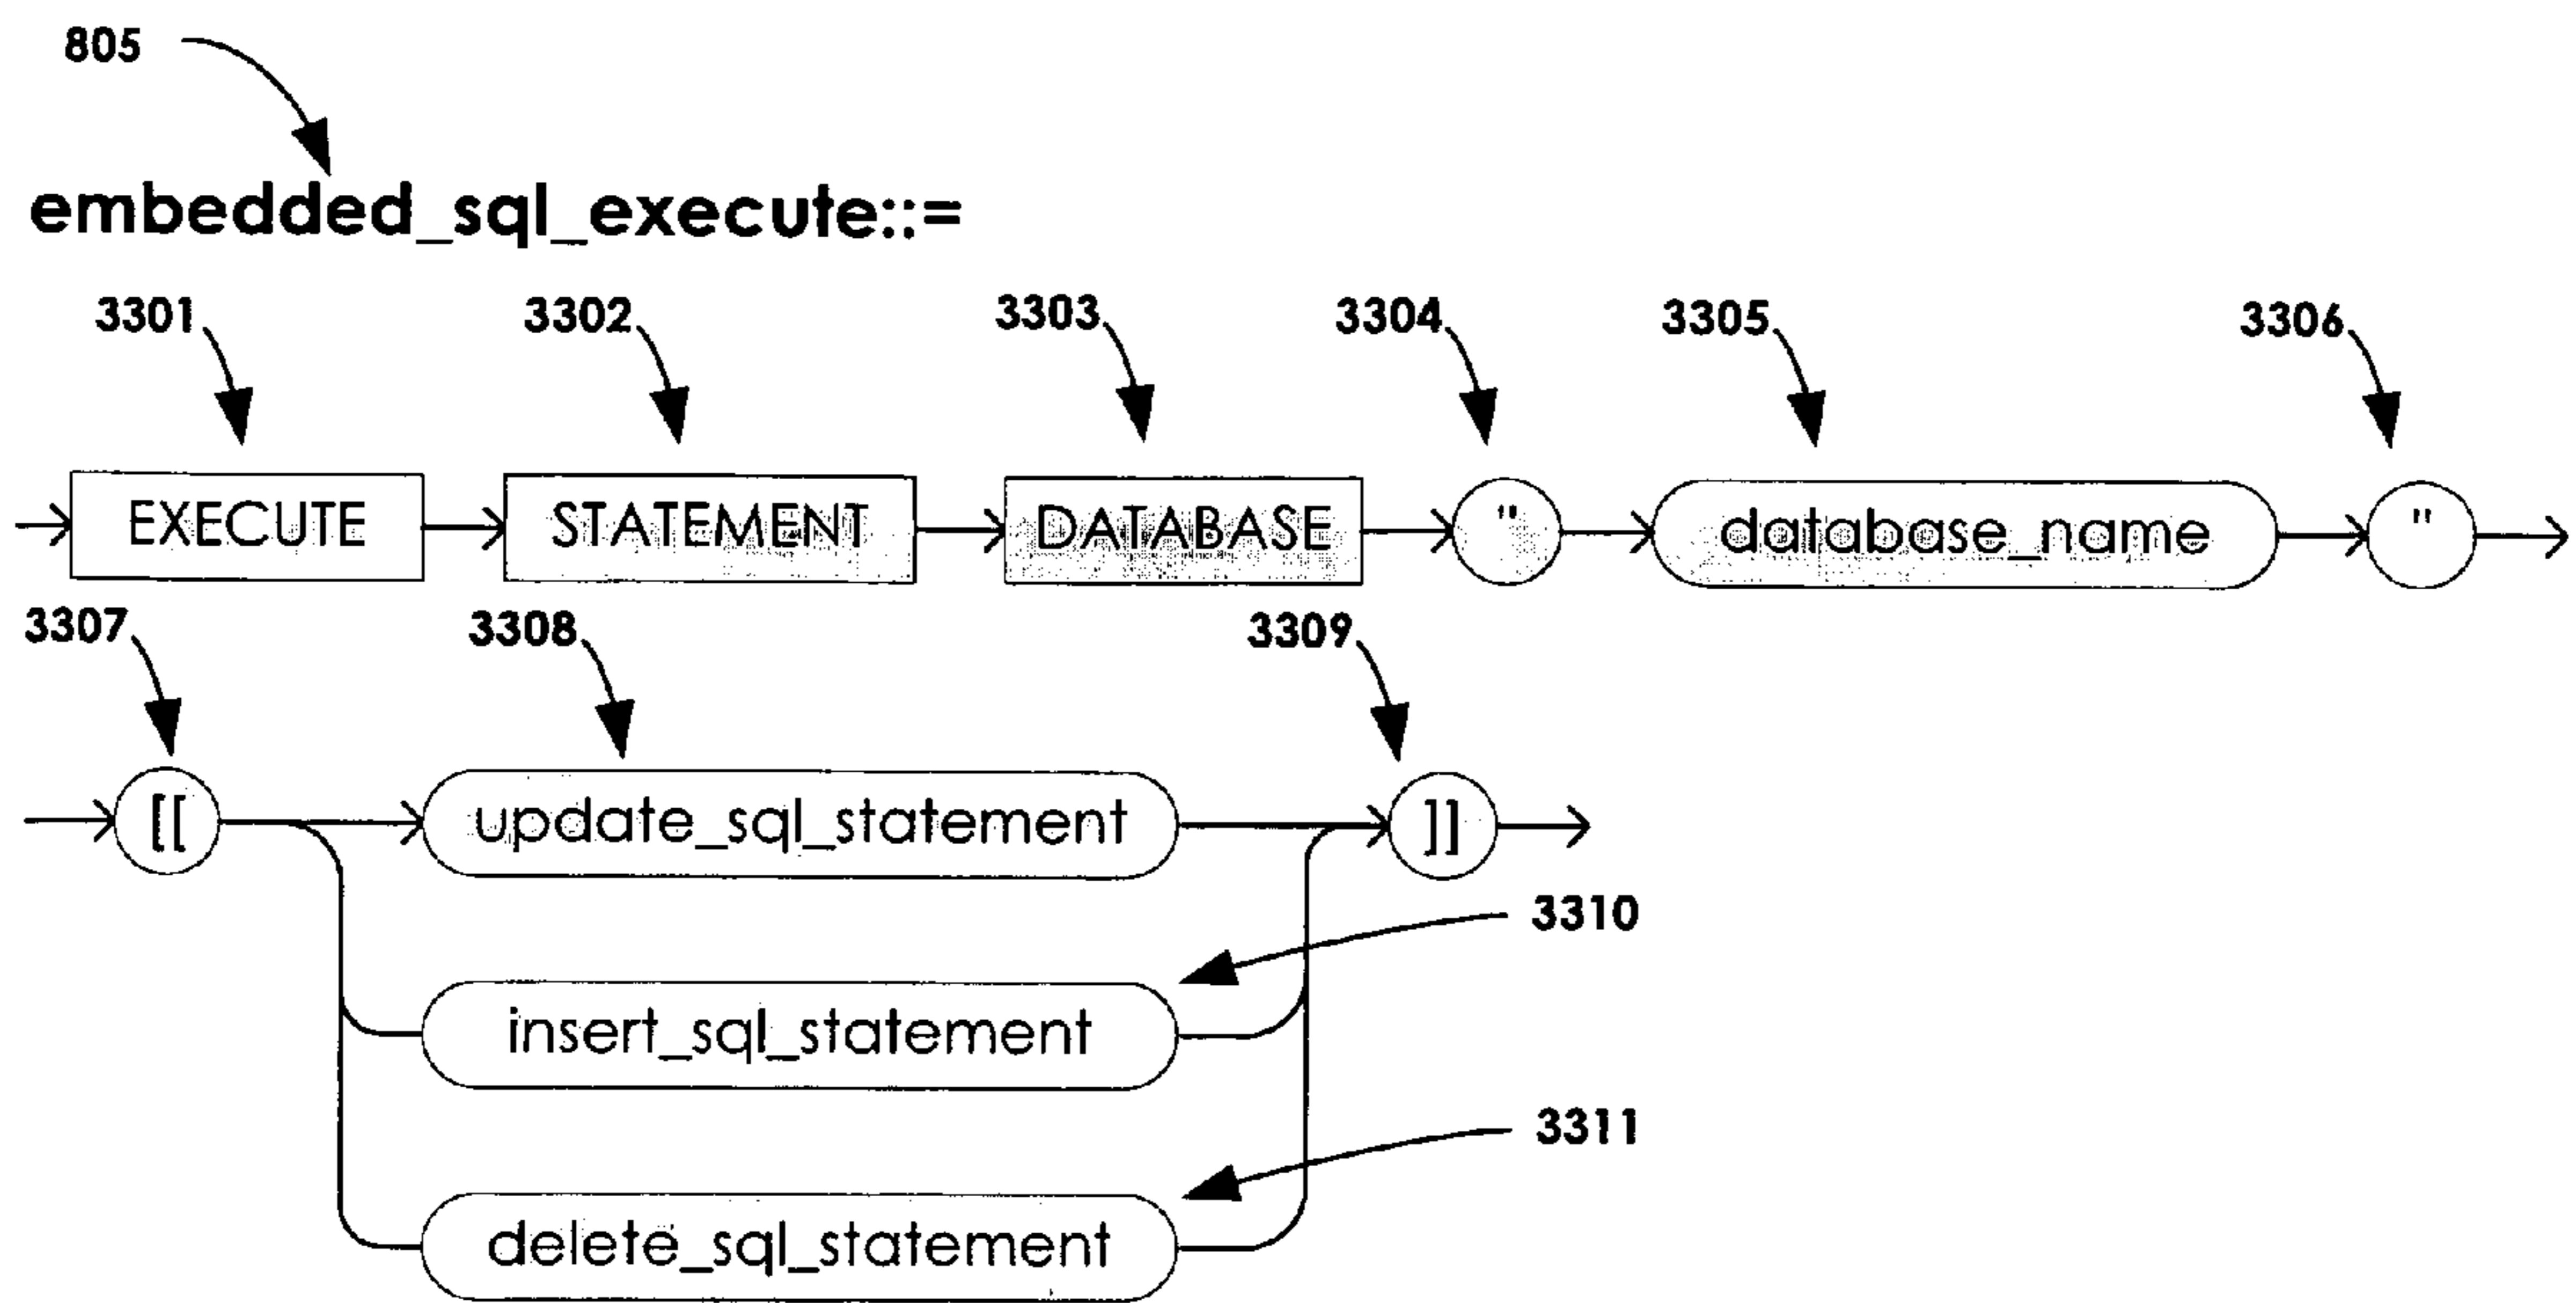 805
embedded_sql_execute::=
3301 3302 3303 3304 3305 3306
EXECUTE STATEMENT DATABASE " database_name "
3307 3308 3309
[[ update_sql_statement ]]
3310
insert_sql_statement
3311
delete_sql_statement